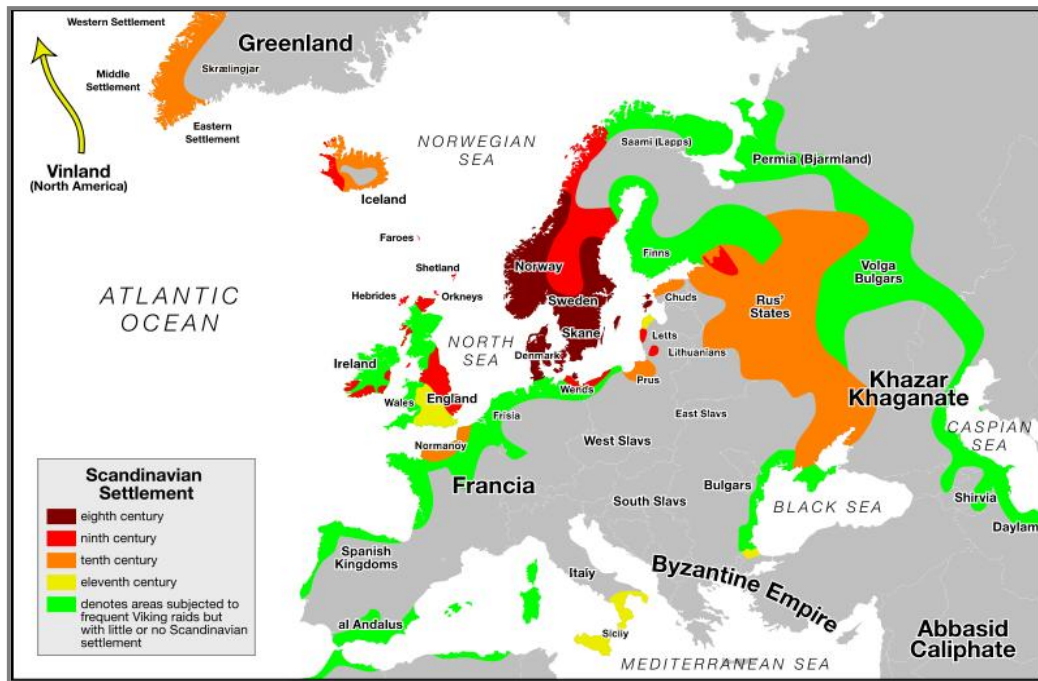 Western Settlement
Greenland
Skrælingjar
Middle
Settlement
Eastern
Settlement
Vinland
(North America)
NORWEGIAN
SEA
Saami (Lapps)
Permia (Bjarmland)
Iceland
Faroes
Finns
Volga
Bulgars
Norway
Shetland
ATLANTIC
OCEAN
Hebrides
Orkneys
Sweden
Chuds
Rus'
States
NORTH
SEA
Skane
Letts
Lithuanians
Ireland
Denmark
Khazar
Khaganate
Wales
England
Wends
Prus
Frisia
East Slavs
CASPIAN
SEA
Normandy
West Slavs
Francia
Bulgars
BLACK SEA
South Slavs
Shirvia
Daylam
Spanish
Kingdoms
Italy
Byzantine Empire
al Andalus
Sicily
Abbasid
Caliphate
MEDITERRANEAN SEA
Scandinavian
Settlement
eighth century
ninth century
tenth century
eleventh century
denotes areas subjected to
frequent Viking raids but
with little or no Scandinavian
settlement